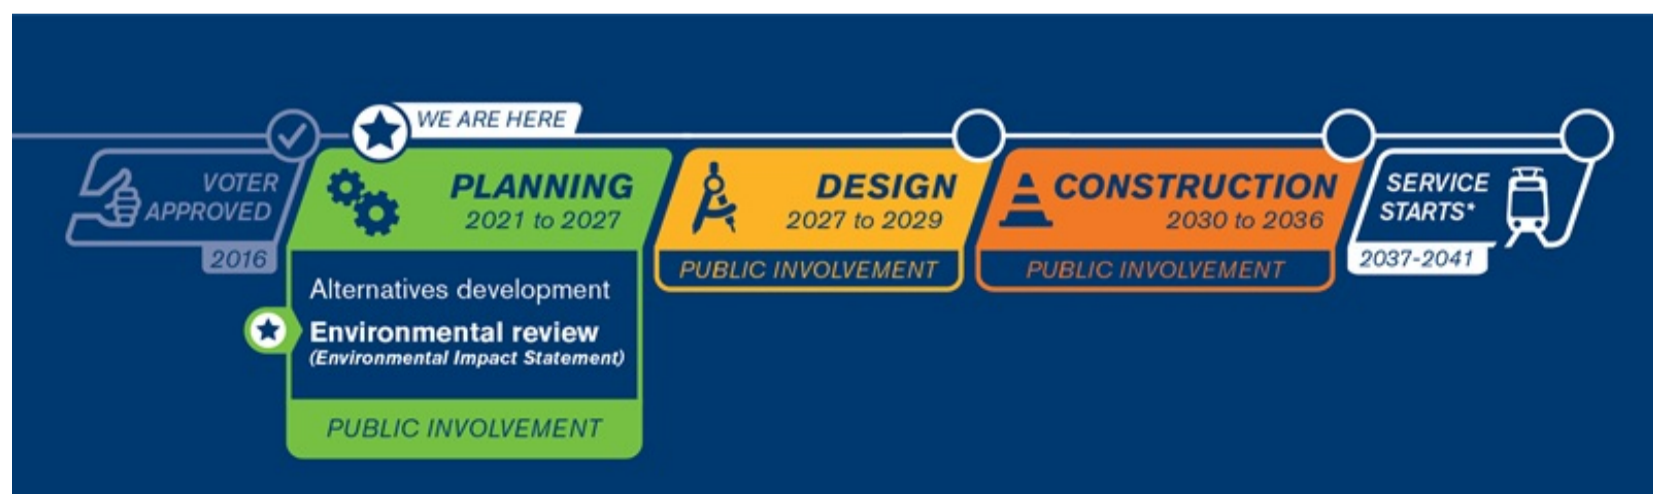 WE ARE HERE
VOTER
APPROVED
2016
PLANNING
2021 to 2027
Alternatives development
Environmental review
(Environmental Impact Statement)
PUBLIC INVOLVEMENT
DESIGN
2027 to 2029
PUBLIC INVOLVEMENT
CONSTRUCTION
2030 to 2036
PUBLIC INVOLVEMENT
SERVICE
STARTS*
2037-2041